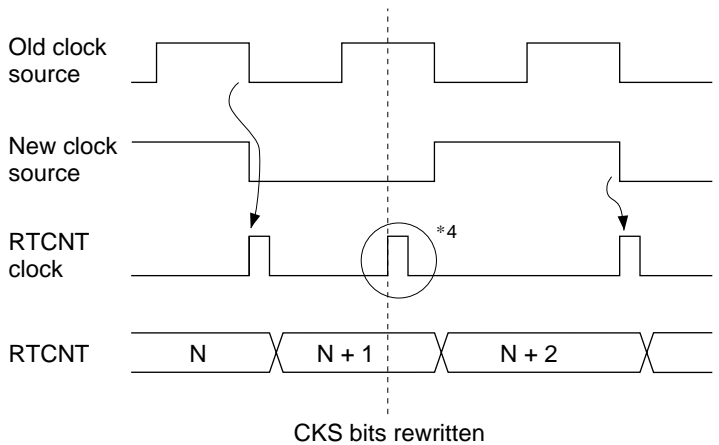 Old clock
source
New clock
source
RTCNT
clock
*4
RTCNT
N
N + 1
N + 2
CKS bits rewritten